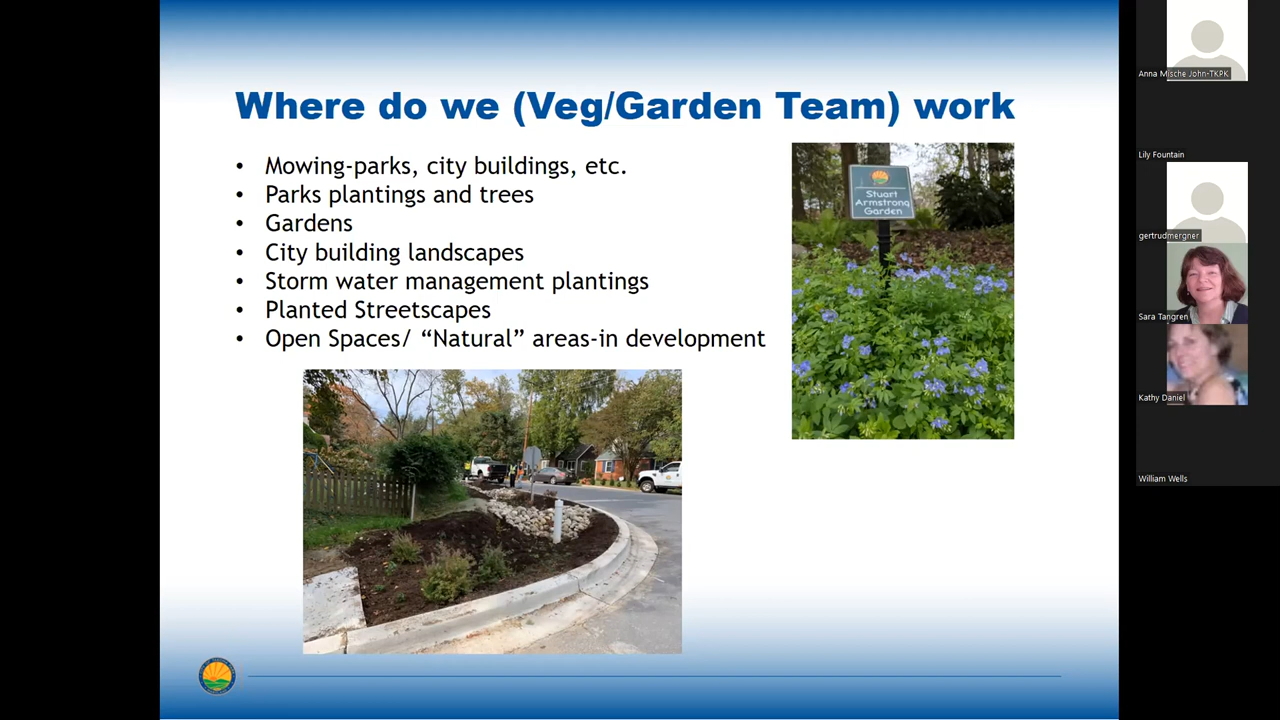 Where do we (Veg/Garden Team) work
• Mowing-parks, city buildings, etc.
• Parks plantings and trees
• Gardens
• City building landscapes
• Storm water management plantings
• Planted Streetscapes
• Open Spaces/ “Natural” areas-in development
Stuart
Armstrong
Garden
Anna Mische John-TKPK
Lily Fountain
gertrudmergner
Sara Tangren
Kathy Daniel
William Wells